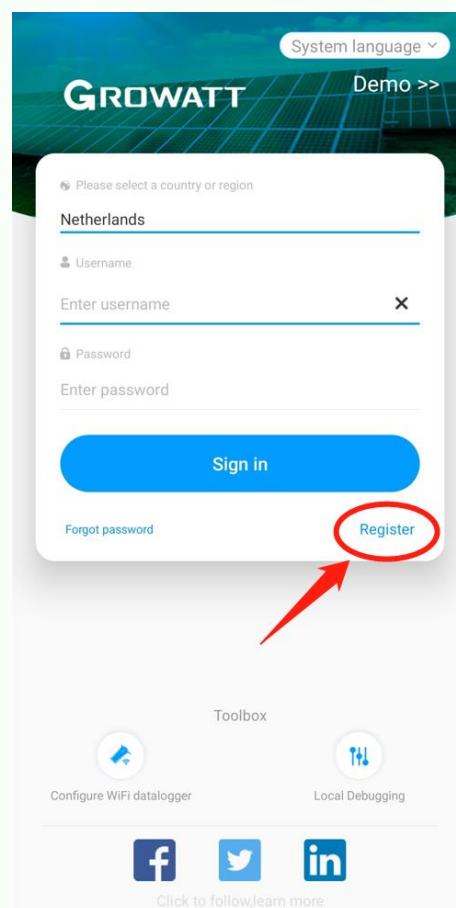 System language
GROWATT
Demo >>
Please select a country or region
Netherlands
Username
Enter username
Password
Enter password
Sign in
Forgot password
Register
Toolbox
Configure WiFi datalogger
Local Debugging
f
in
Click to follow,learn more